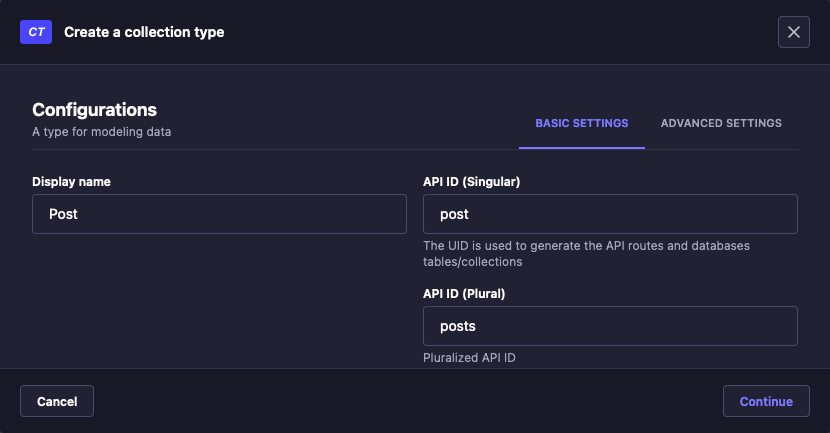 CT Create a collection type
Configurations
A type for modeling data
BASIC SETTINGS ADVANCED SETTINGS
Display name
Post
API ID (Singular)
post
The UID is used to generate the API routes and databases
tables/collections
API ID (Plural)
posts
Pluralized API ID
Cancel
Continue